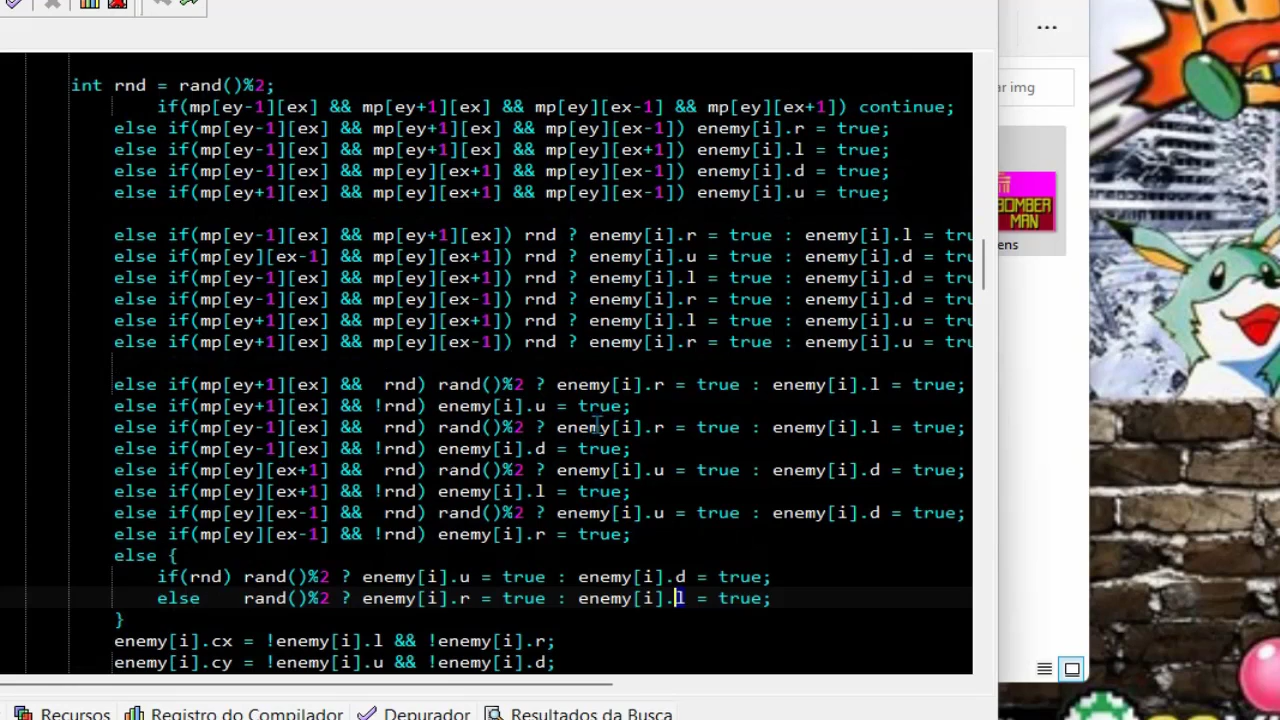 ...
ar img
int rnd = rand()%2;
if(mp[ey-1][ex] && mp[ey+1][ex] && mp[ey][ex-1] && mp[ey][ex+1]) continue;
else if(mp[ey-1][ex] && mp[ey+1][ex] && mp[ey][ex-1]) enemy[i].r = true;
else if(mp[ey-1][ex] && mp[ey+1][ex] && mp[ey][ex+1]) enemy[i].l = true;
else if(mp[ey-1][ex] && mp[ey][ex+1] && mp[ey][ex-1]) enemy[i].d = true;
else if(mp[ey+1][ex] && mp[ey][ex+1] && mp[ey][ex-1]) enemy[i].u = true;
else if(mp[ey-1][ex] && mp[ey+1][ex]) rnd ? enemy[i].r = true : enemy[i].l = tru
else if(mp[ey][ex-1] && mp[ey][ex+1]) rnd ? enemy[i].u = true : enemy[i].d = tru
else if(mp[ey-1][ex] && mp[ey][ex+1]) rnd ? enemy[i].l = true : enemy[i].d = tru
else if(mp[ey-1][ex] && mp[ey][ex-1]) rnd ? enemy[i].r = true : enemy[i].d = tru
else if(mp[ey+1][ex] && mp[ey][ex+1]) rnd ? enemy[i].l = true : enemy[i].u = tru
else if(mp[ey+1][ex] && mp[ey][ex-1]) rnd ? enemy[i].r = true : enemy[i].u = tru
else if(mp[ey+1][ex] &&  rnd) rand()%2 ? enemy[i].r = true : enemy[i].l = true;
else if(mp[ey+1][ex] && !rnd) enemy[i].u = true;
else if(mp[ey-1][ex] &&  rnd) rand()%2 ? enemy[i].r = true : enemy[i].l = true;
else if(mp[ey-1][ex] && !rnd) enemy[i].d = true;
else if(mp[ey][ex+1] &&  rnd) rand()%2 ? enemy[i].u = true : enemy[i].d = true;
else if(mp[ey][ex+1] && !rnd) enemy[i].l = true;
else if(mp[ey][ex-1] &&  rnd) rand()%2 ? enemy[i].u = true : enemy[i].d = true;
else if(mp[ey][ex-1] && !rnd) enemy[i].r = true;
else {
if(rnd) rand()%2 ? enemy[i].u = true : enemy[i].d = true;
else    rand()%2 ? enemy[i].r = true : enemy[i].l = true;
}
enemy[i].cx = !enemy[i].l && !enemy[i].r;
enemy[i].cy = !enemy[i].u && !enemy[i].d;
BOMBER
MAN
ens
Recursos Registro do Compilador Depurador Resultados da Busca